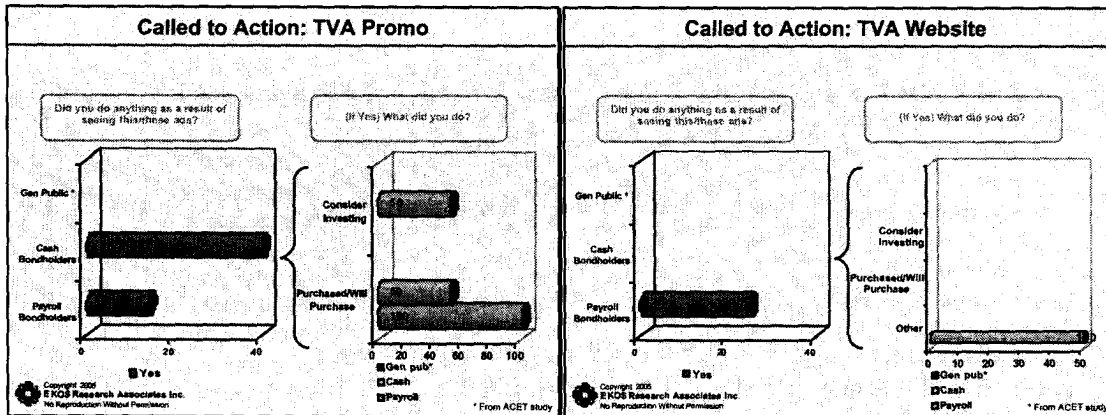 Called to Action: TVA Promo
Did you do anything as a result of
seeing this/these ads?
(If Yes) What did you do?
Gen Public *
Cash
Bondholders
Payroll
Bondholders
0 20 40
Yes
Consider
Investing
50
Purchased/Will
Purchase
50
100
0 20 40 60 80 100
Gen pub*
Cash
Payroll
Copyright 2005
EKOS Research Associates Inc.
No Reproduction Without Permission
* From ACET study
Called to Action: TVA Website
Did you do anything as a result of
seeing this/these ads?
(If Yes) What did you do?
Gen Public *
Cash
Bondholders
Payroll
Bondholders
0 20 40
Yes
Consider
Investing
Purchased/Will
Purchase
Other
0 10 20 30 40 50
Gen pub*
Cash
Payroll
Copyright 2005
EKOS Research Associates Inc.
No Reproduction Without Permission
* From ACET study